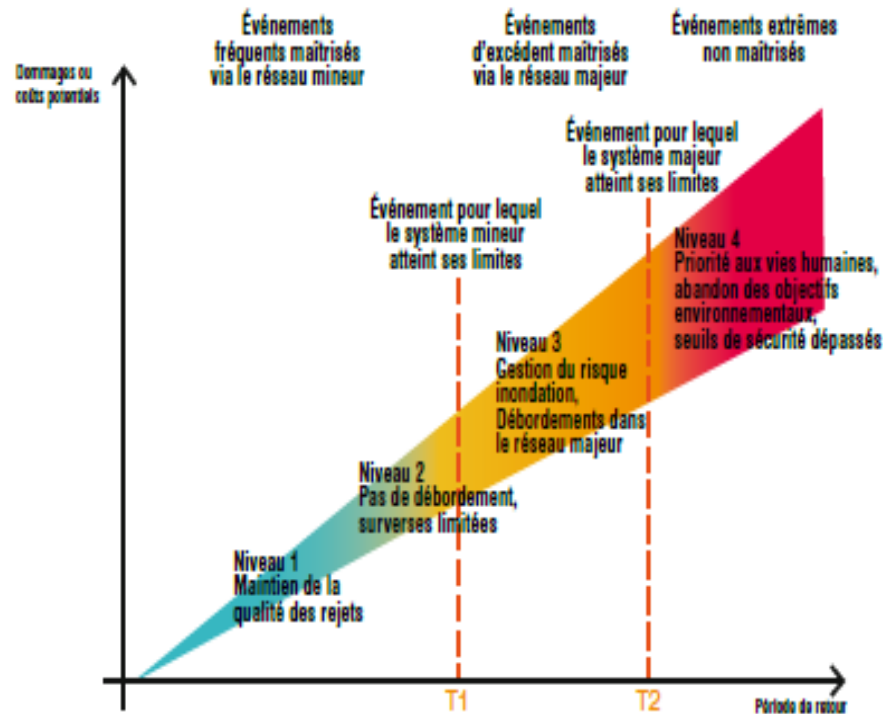 Événements
fréquents maîtrisés
via le réseau mineur
Événements
d'excédent maîtrisés
via le réseau majeur
Événements extrêmes
non maîtrisés
Dommages ou
coûts potentiels
Événement pour lequel
le système majeur
atteint ses limites
Événement pour lequel
le système mineur
atteint ses limites
Niveau 4
Priorité aux vies humaines,
abandon des objectifs
environnementaux,
seuils de sécurité dépassés
Niveau 3
Gestion du risque
inondation,
Débordements dans
le réseau majeur
Niveau 2
Pas de débordement,
surverses limitées
Niveau 1
Maintien de la
qualité des rejets
T1
T2
Période de retour